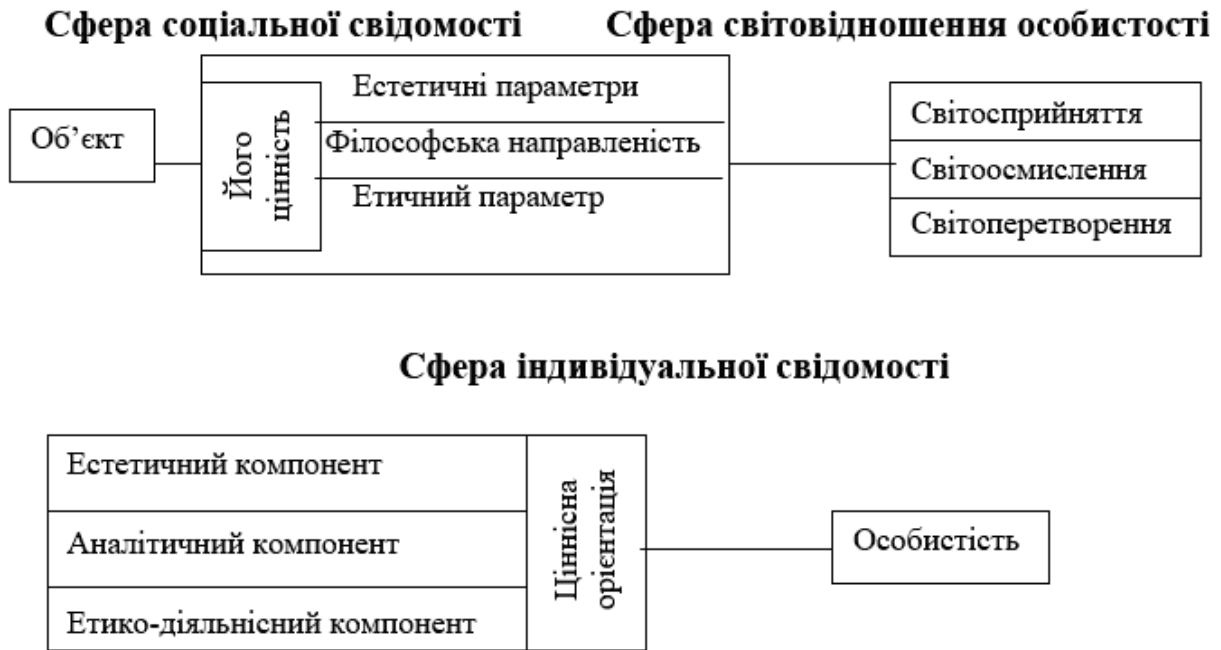 Сфера соціальної свідомості
Сфера світовідношення особистості
Об’єкт
Його
цінність
Естетичні параметри
Філософська направленість
Етичний параметр
Світосприйняття
Світоосмислення
Світоперетворення
Сфера індивідуальної свідомості
Естетичний компонент
Аналітичний компонент
Етико-діяльнісний компонент
Ціннісна
орієнтація
Особистість